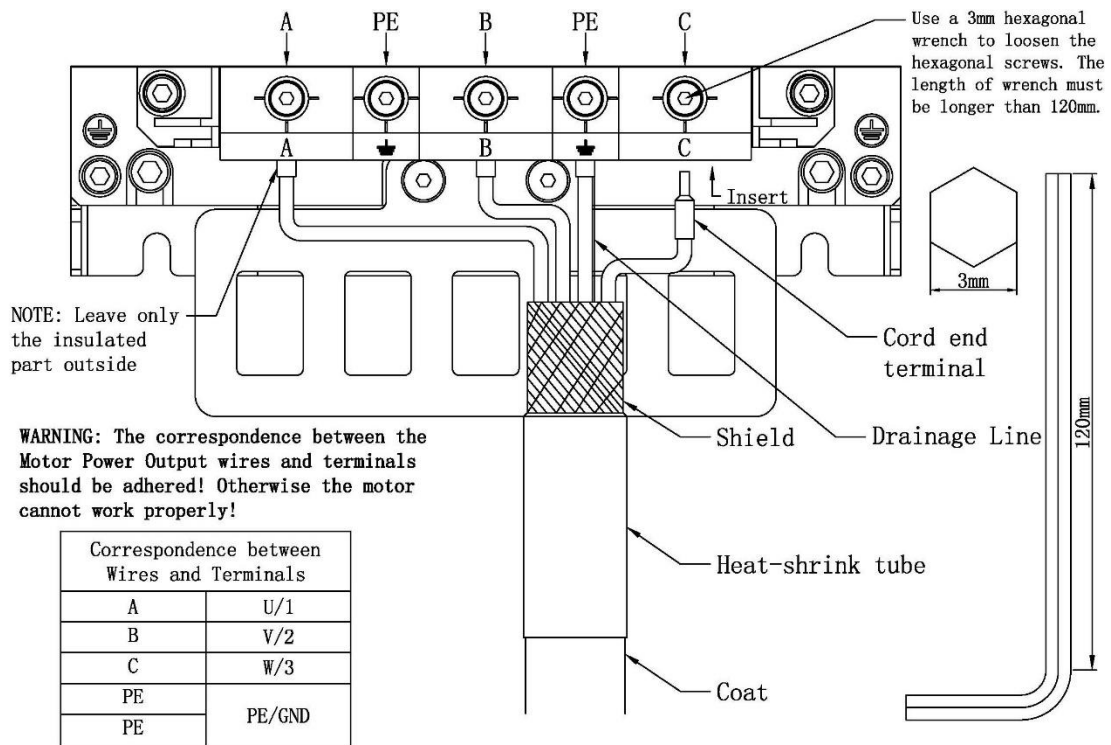 A PE B PE C
Use a 3mm hexagonal
wrench to loosen the
hexagonal screws. The
length of wrench must
be longer than 120mm.
A B C
Insert
3mm
120mm
NOTE: Leave only
the insulated
part outside
Cord end
terminal
Shield
Drainage Line
WARNING: The correspondence between the
Motor Power Output wires and terminals
should be adhered! Otherwise the motor
cannot work properly!
Heat-shrink tube
Coat
Correspondence between
Wires and Terminals
A U/1
B V/2
C W/3
PE PE/GND
PE